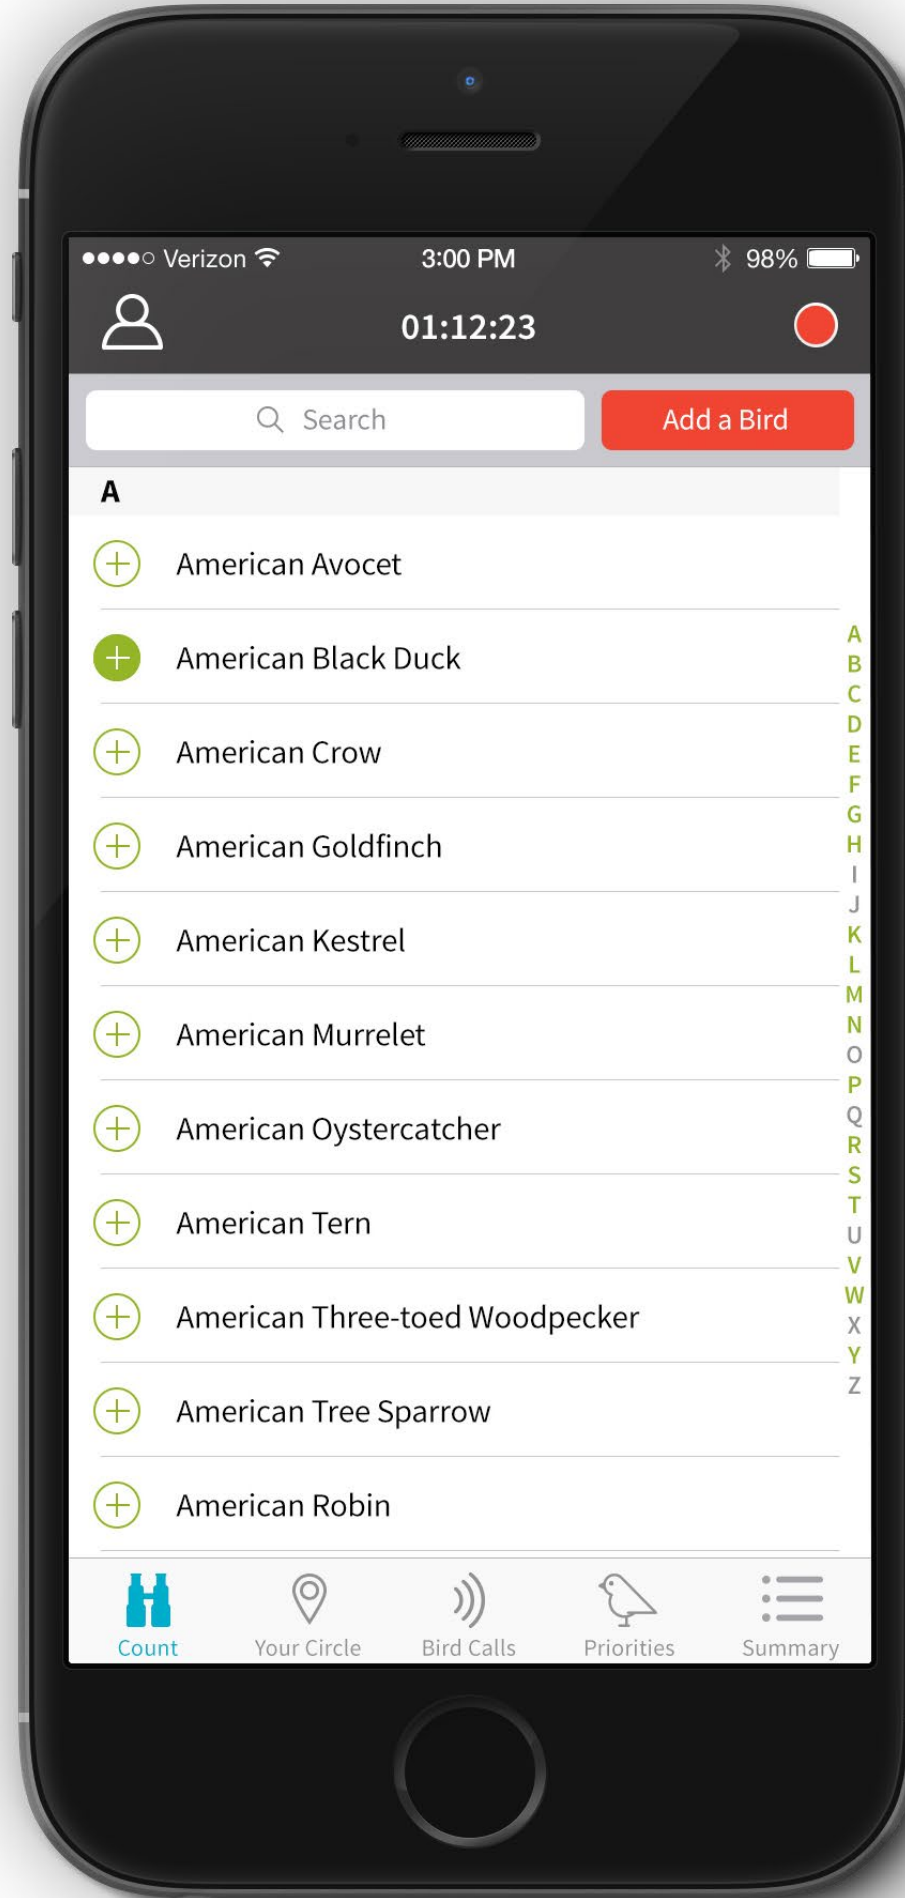 Verizon 3:00 PM 98%
01:12:23
Search Add a Bird
A
American Avocet
American Black Duck
American Crow
American Goldfinch
American Kestrel
American Murrelet
American Oystercatcher
American Tern
American Three-toed Woodpecker
American Tree Sparrow
American Robin
A
B
C
D
E
F
G
H
I
J
K
L
M
N
O
P
Q
R
S
T
U
V
W
X
Y
Z
Count Your Circle Bird Calls Priorities Summary